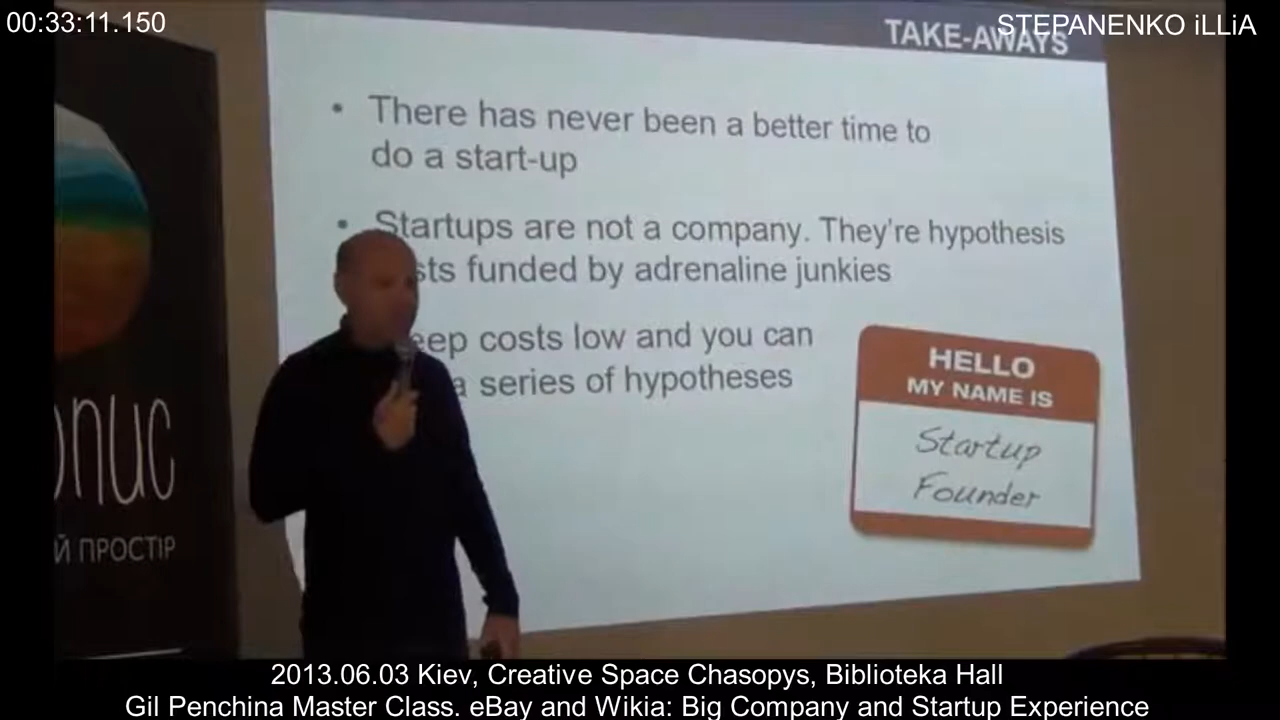 00:33:11.150
STEPANENKO iLLiA
TAKE-AWAYS
• There has never been a better time to
do a start-up
• Startups are not a company. They're hypothesis
sts funded by adrenaline junkies
eep costs low and you can
a series of hypotheses
HELLO
MY NAME IS
Startup
Founder
опис
Й ПРОСТІР
2013.06.03 Kiev, Creative Space Chasopys, Biblioteka Hall
Gil Penchina Master Class. eBay and Wikia: Big Company and Startup Experience